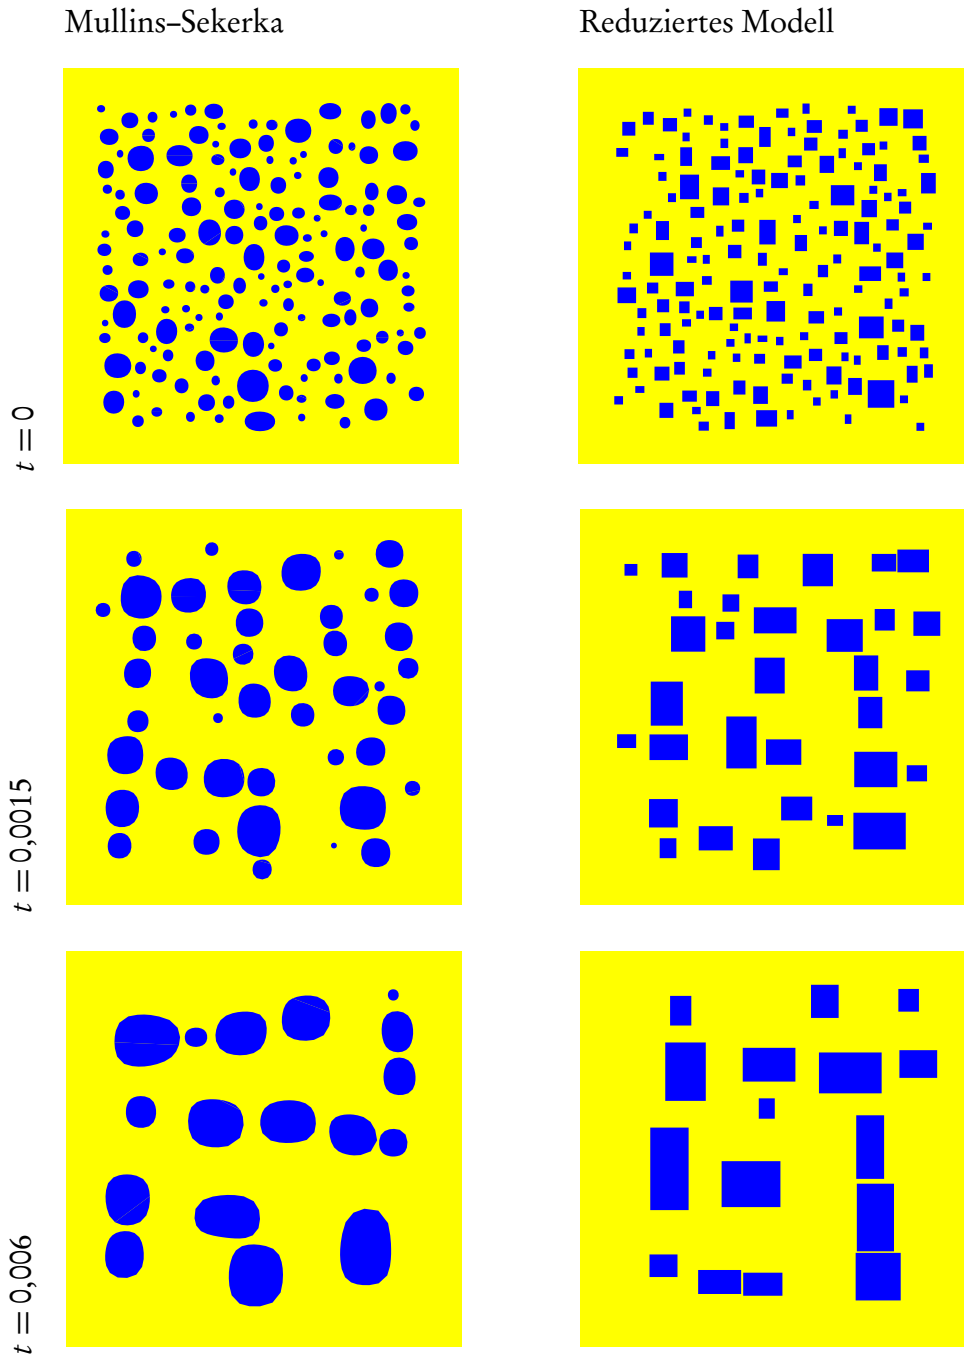 Mullins–Sekerka
Reduziertes Modell
t = 0
t = 0,0015
t = 0,006